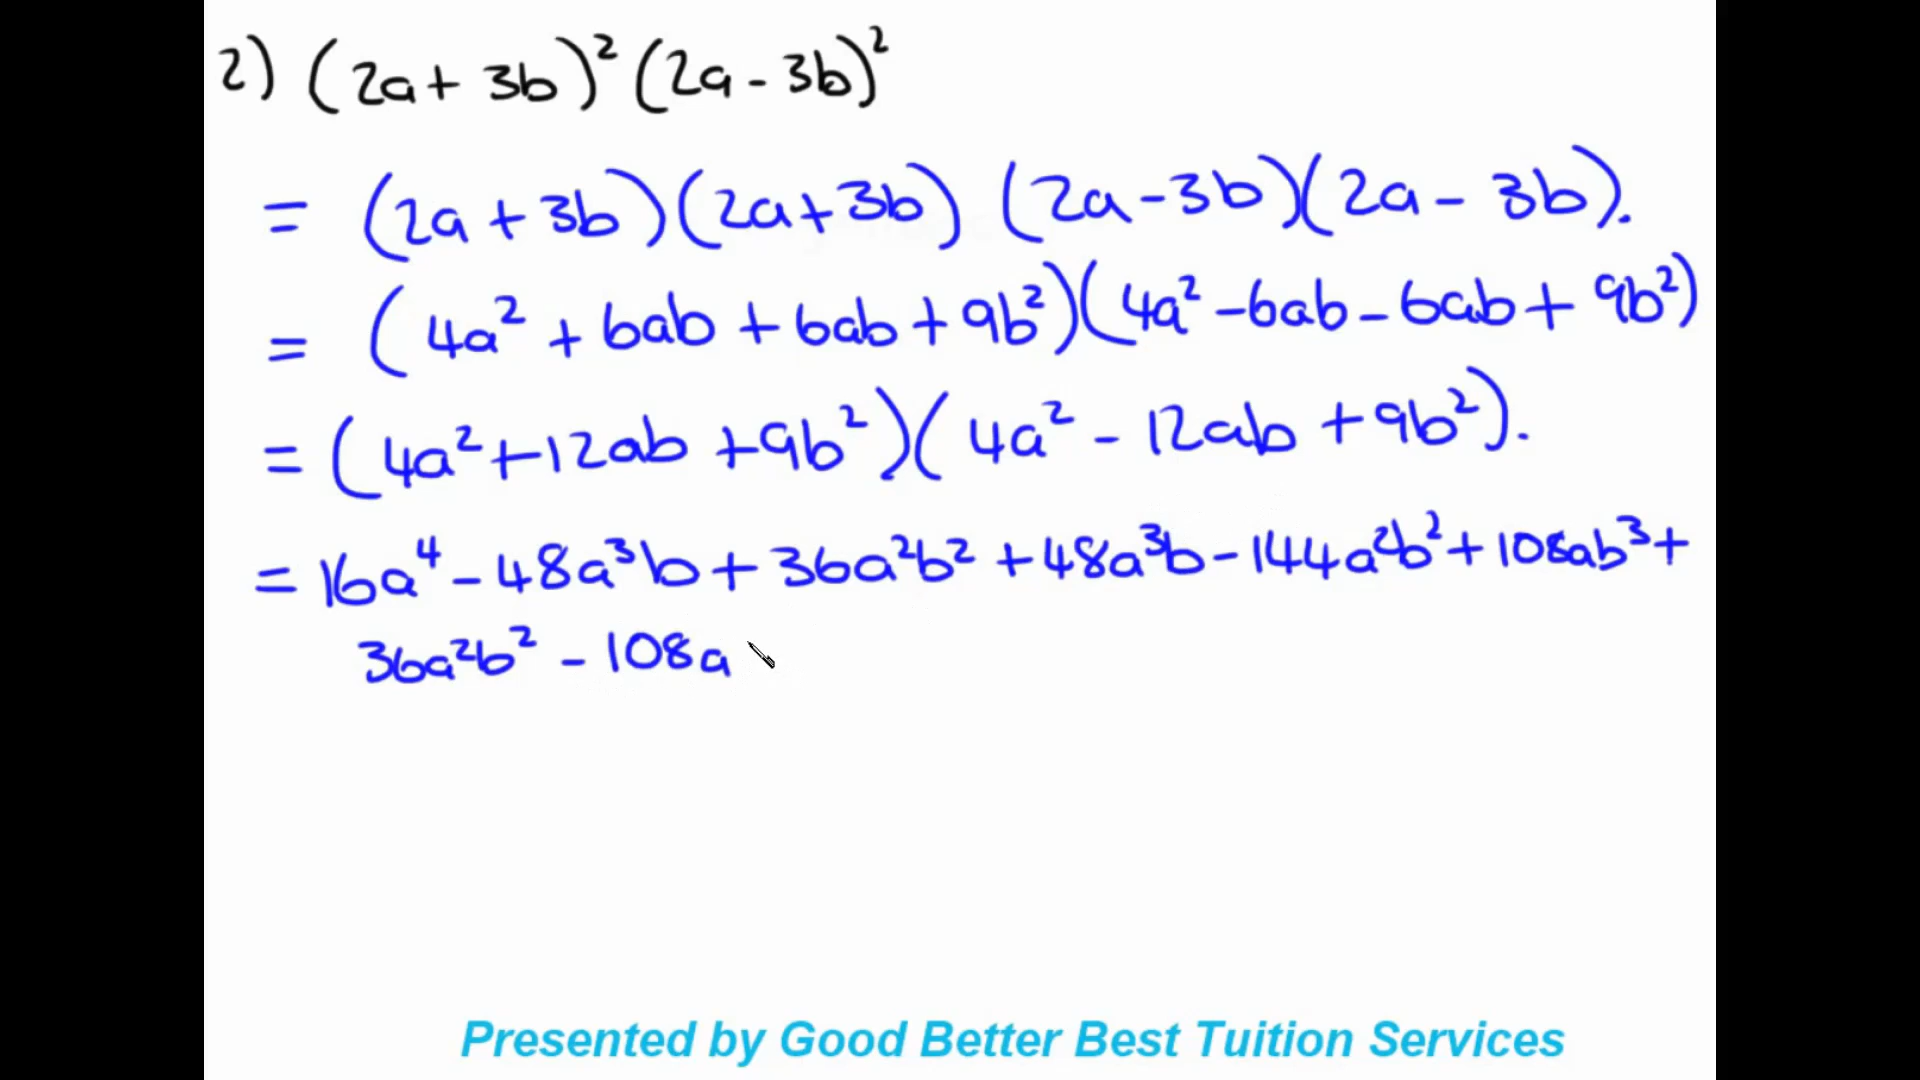 2) (2a + 3b)² (2a - 3b)²
= (2a + 3b)(2a + 3b) (2a - 3b)(2a - 3b).
= (4a² + 6ab + 6ab + 9b²)(4a² - 6ab - 6ab + 9b²)
= (4a² + 12ab + 9b²)(4a² - 12ab + 9b²).
= 16a⁴ - 48a³b + 36a²b² + 48a³b - 144a²b² + 108ab³ +
36a²b² - 108a
Presented by Good Better Best Tuition Services